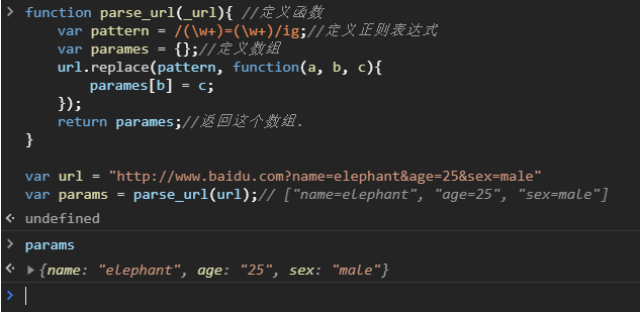 function parse_url(_url){ //定义函数
var pattern = /(\w+)=(\w+)/ig;//定义正则表达式
var parames = {};//定义数组
url.replace(pattern, function(a, b, c){
parames[b] = c;
});
return parames;//返回这个数组.
}
var url = "http://www.baidu.com?name=elephant&age=25&sex=male"
var params = parse_url(url);// ["name=elephant", "age=25", "sex=male"]
undefined
params
{name: "elephant", age: "25", sex: "male"}